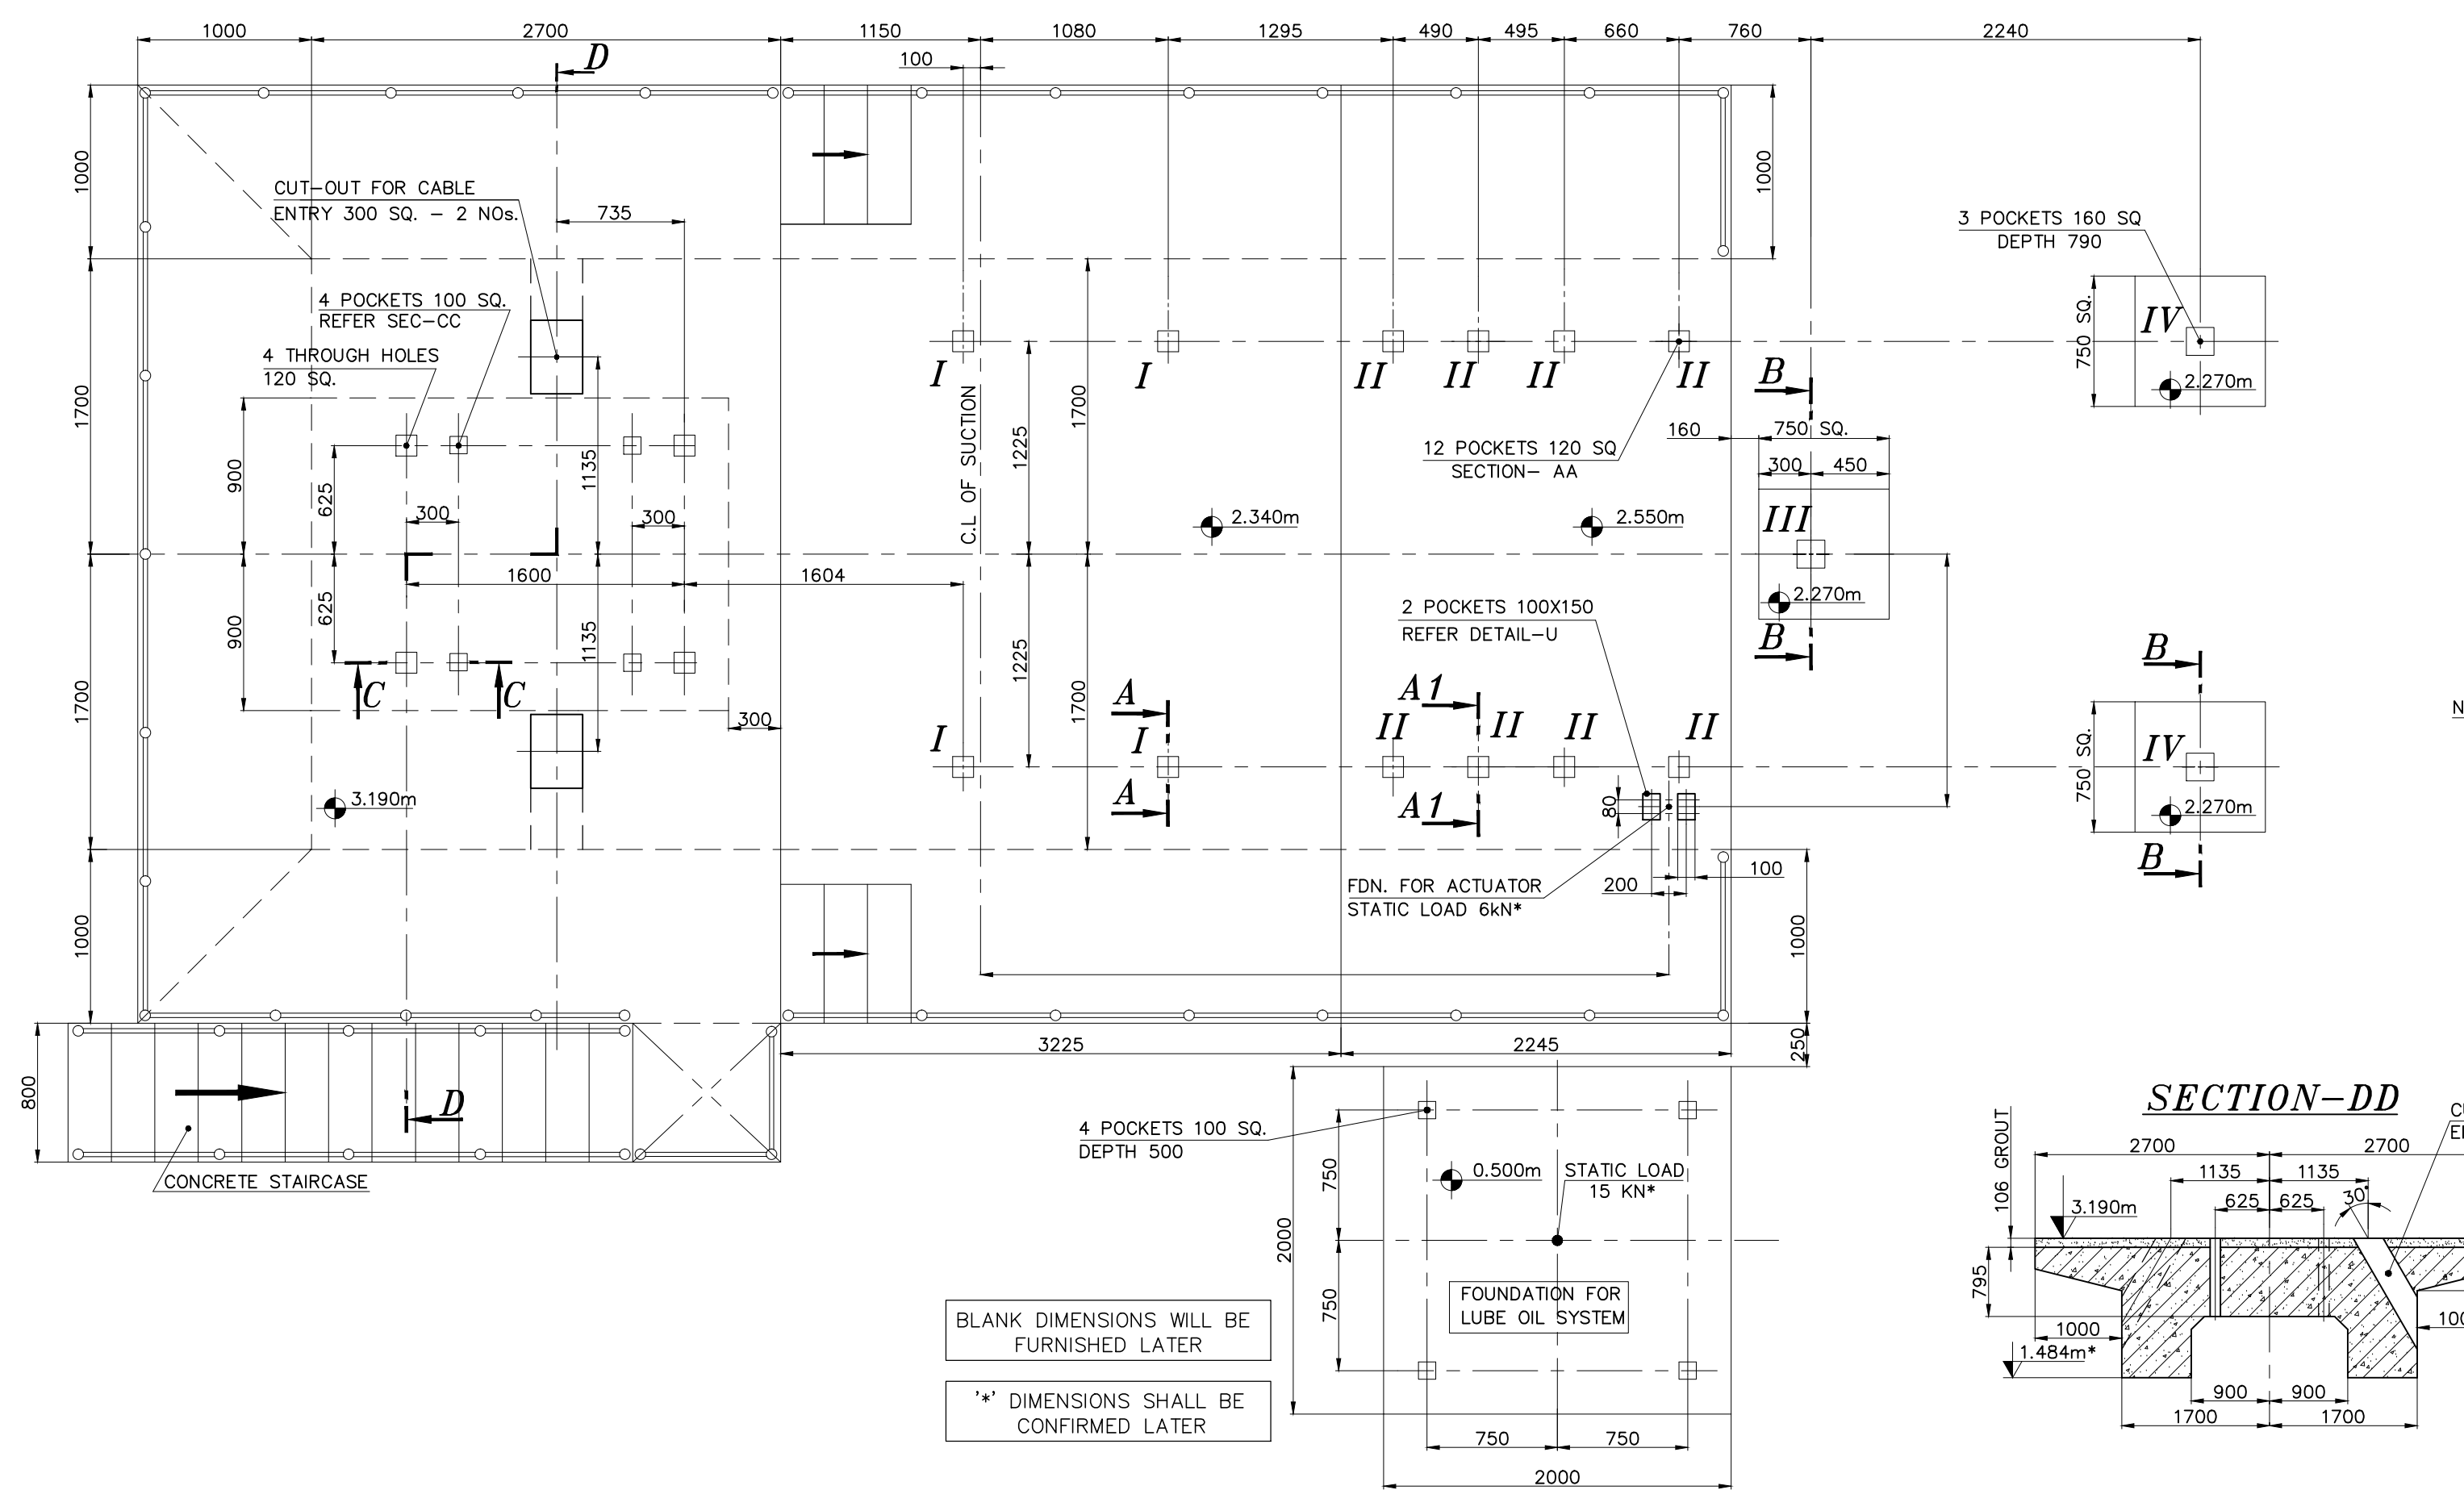 1000 2700 1150 1080 1295 490 495 660 760 2240
D
100
1000
1000
CUT-OUT FOR CABLE
ENTRY 300 SQ. - 2 NOs.
735
3 POCKETS 160 SQ
DEPTH 790
4 POCKETS 100 SQ.
REFER SEC-CC
4 THROUGH HOLES
120 SQ.
750 SQ.
IV
2.270m
I I II II II II
B
1700
900
625
300
300
1135
C.L OF SUCTION
1225
1700
12 POCKETS 120 SQ
SECTION- AA
160
750 SQ.
300 450
III
2.340m
2.550m
2.270m
B
1600 1604
1700
900
625
1135
1225
1700
2 POCKETS 100X150
REFER DETAIL-U
C C
300
A
A1
I I II II II II
A
A1
80
3.190m
B
750 SQ.
IV
2.270m
B
N
FDN. FOR ACTUATOR
STATIC LOAD 6kN*
200
100
1000
1000
250
3225 2245
800
D
CONCRETE STAIRCASE
4 POCKETS 100 SQ.
DEPTH 500
0.500m
STATIC LOAD
15 KN*
750
2000
750
FOUNDATION FOR
LUBE OIL SYSTEM
750 750
2000
BLANK DIMENSIONS WILL BE
FURNISHED LATER
'*' DIMENSIONS SHALL BE
CONFIRMED LATER
SECTION-DD
106 GROUT
2700 2700
1135 1135
625 625
30°
3.190m
795
1000
1.484m*
900 900
1700 1700